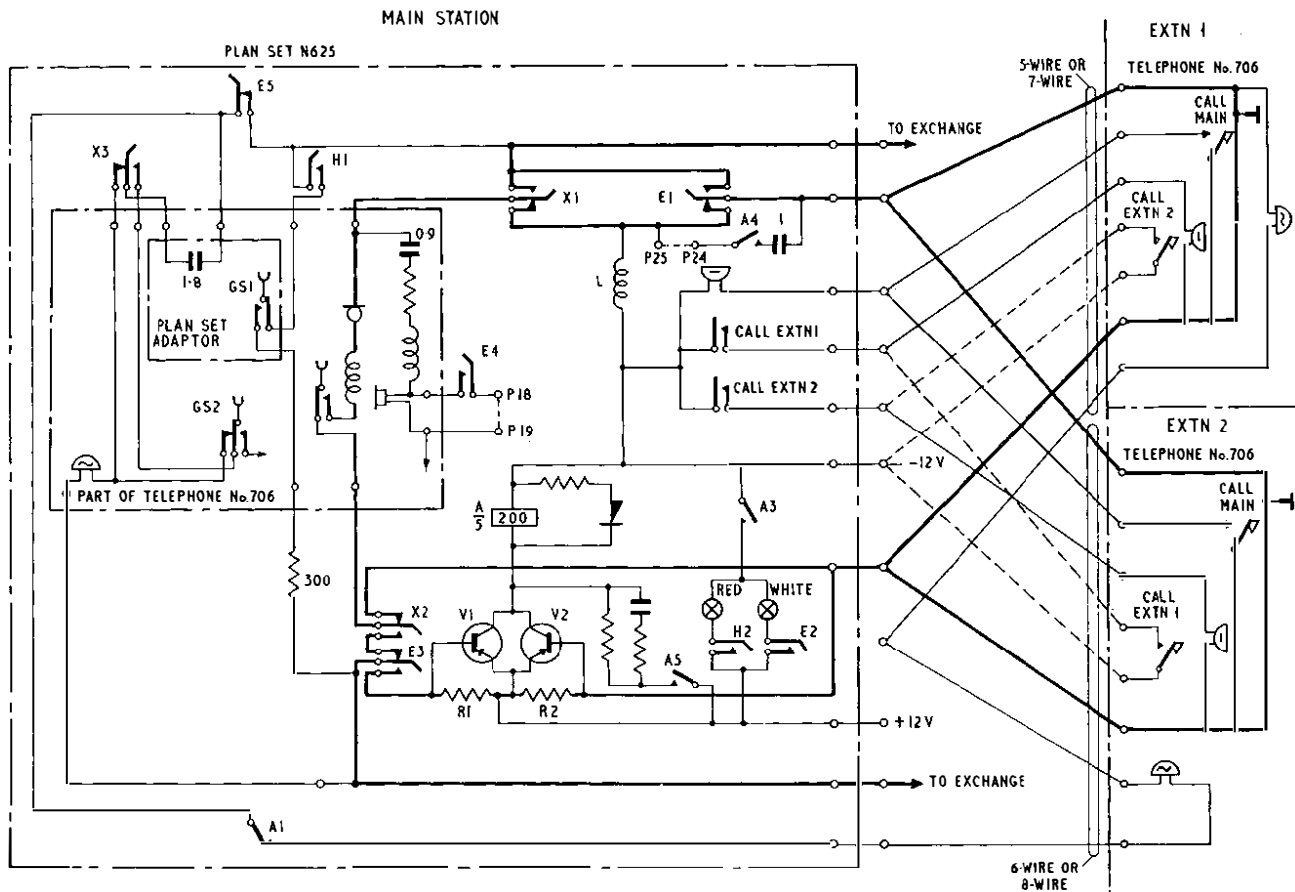 MAIN STATION
PLAN SET N625
EXTN 1
5-WIRE OR
7-WIRE
TELEPHONE No.706
CALL
MAIN
E5
TO EXCHANGE
X3
H1
X1
E1
A4
1
CALL
EXTN 2
P25
P24
0·9
1·8
GS1
PLAN SET
ADAPTOR
L
CALL EXTN1
E4
P18
CALL EXTN 2
GS2
P19
EXTN 2
TELEPHONE No.706
-12 V
CALL
MAIN
PART OF TELEPHONE No.706
A
5
200
A3
300
RED
WHITE
X2
V1
V2
H2
E2
CALL
EXTN 1
E3
A5
R1
R2
+12V
TO EXCHANGE
A1
6-WIRE OR
8-WIRE